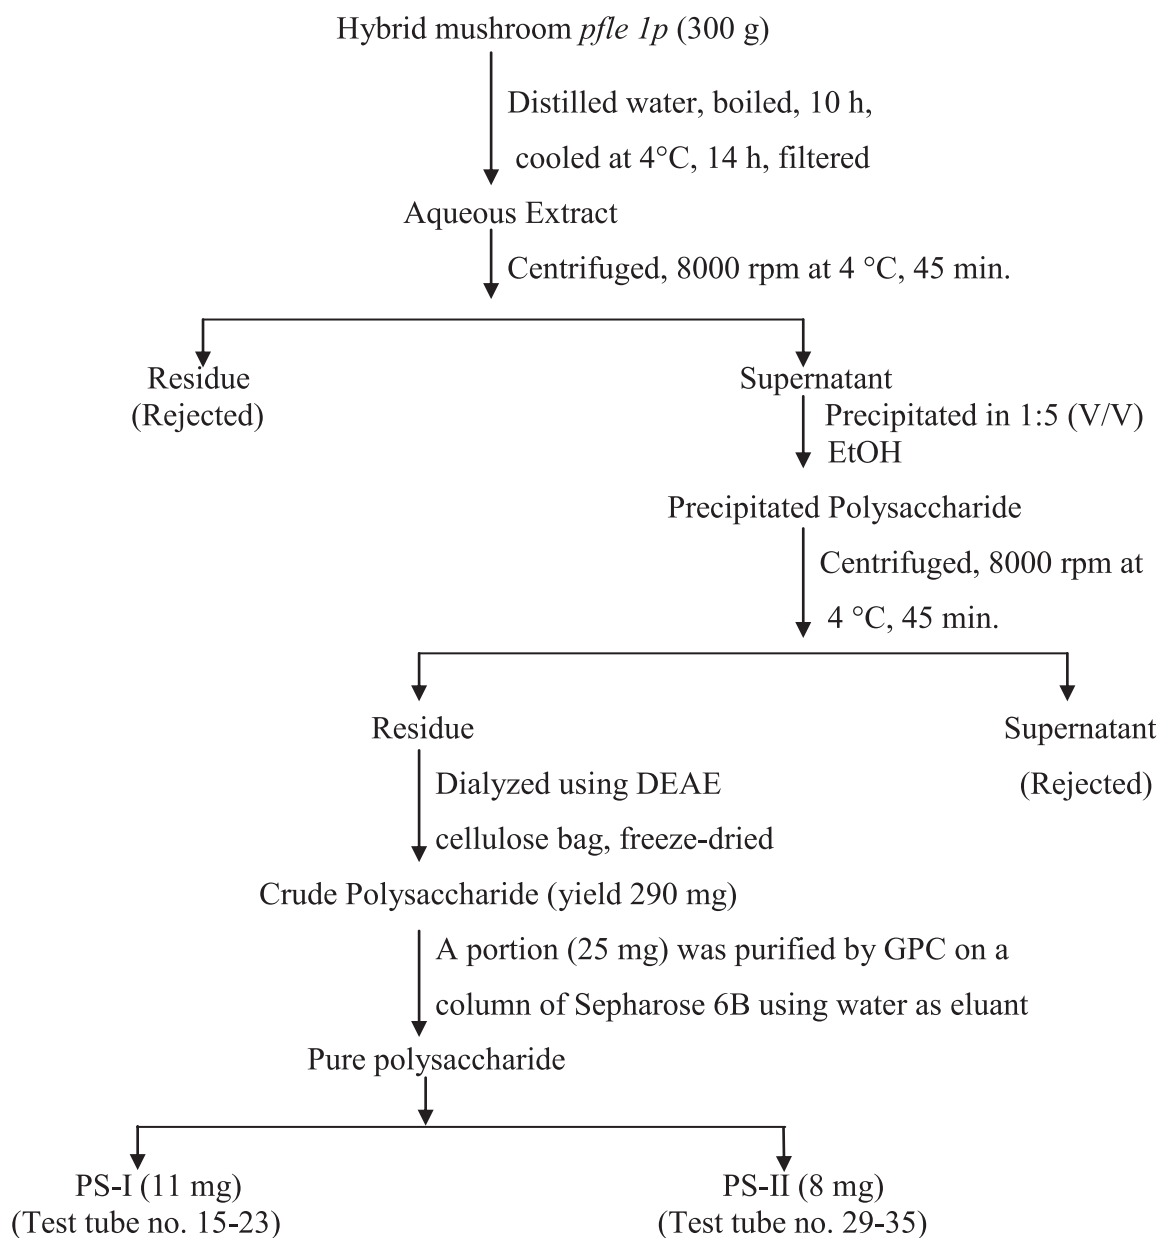 Hybrid mushroom pfle 1p (300 g)
Distilled water, boiled, 10 h,
cooled at 4°C, 14 h, filtered
Aqueous Extract
Centrifuged, 8000 rpm at 4 °C, 45 min.
Residue
(Rejected)
Supernatant
Precipitated in 1:5 (V/V)
EtOH
Precipitated Polysaccharide
Centrifuged, 8000 rpm at
4 °C, 45 min.
Residue
Supernatant
(Rejected)
Dialyzed using DEAE
cellulose bag, freeze-dried
Crude Polysaccharide (yield 290 mg)
A portion (25 mg) was purified by GPC on a
column of Sepharose 6B using water as eluant
Pure polysaccharide
PS-I (11 mg)
(Test tube no. 15-23)
PS-II (8 mg)
(Test tube no. 29-35)